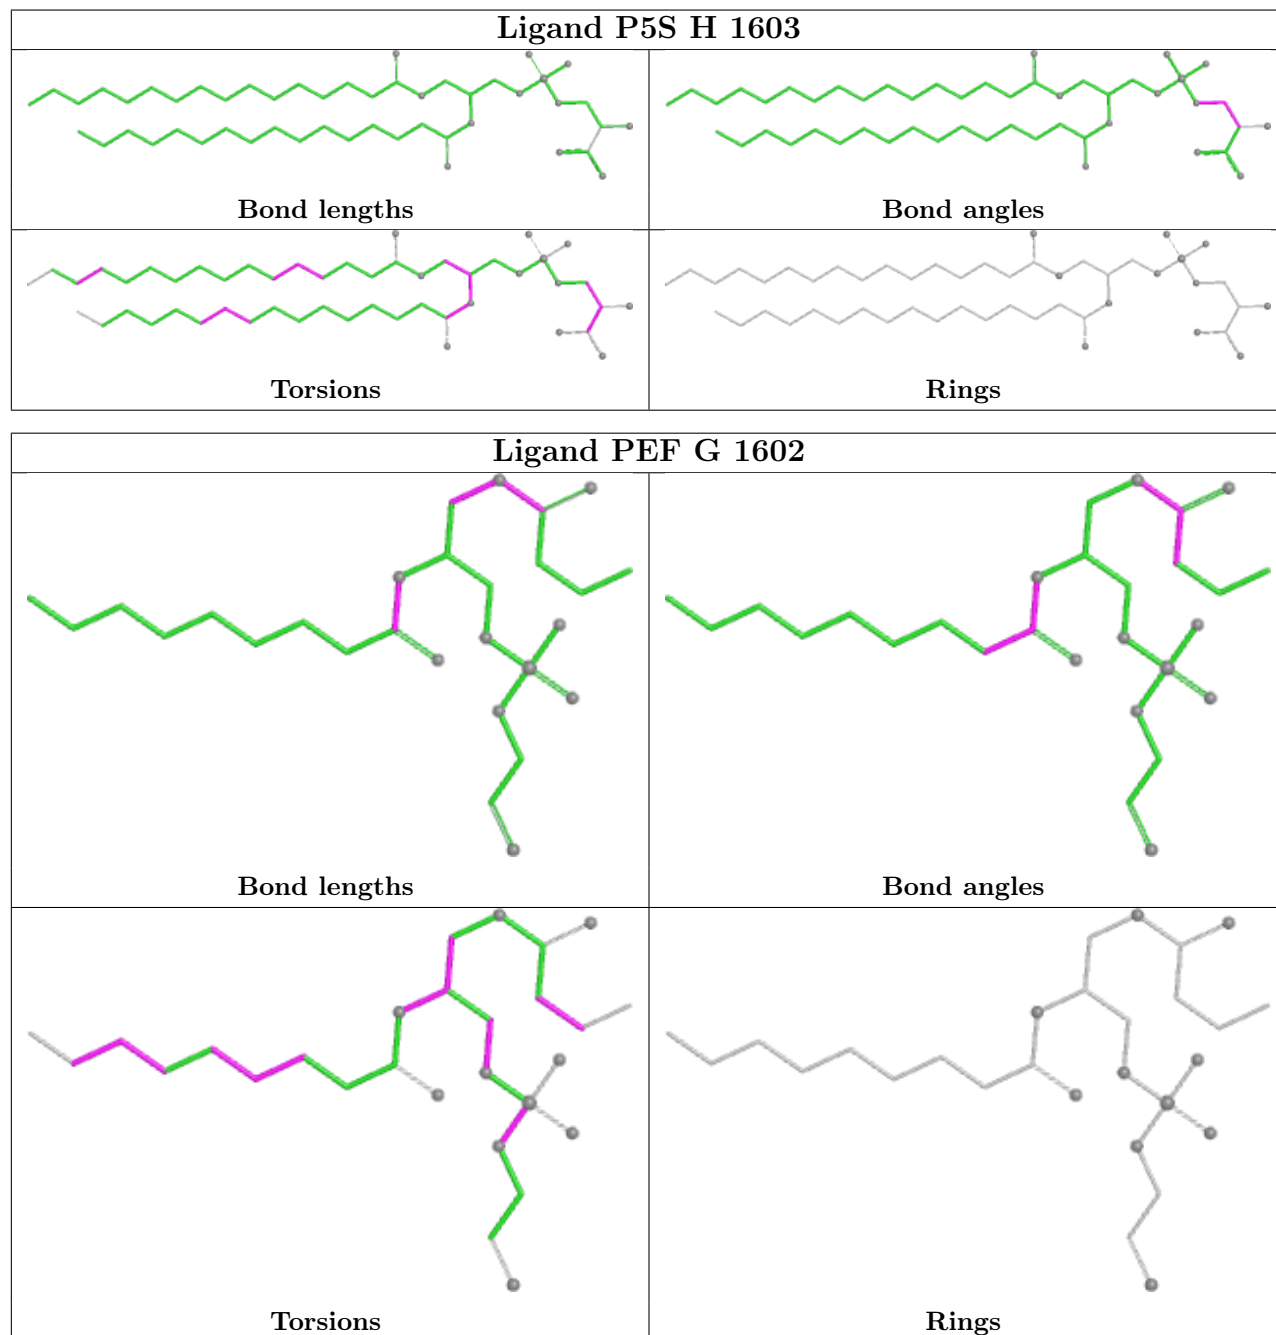 Ligand P5S H 1603
Bond lengths
Bond angles
Torsions
Rings
Ligand PEF G 1602
Bond lengths
Bond angles
Torsions
Rings